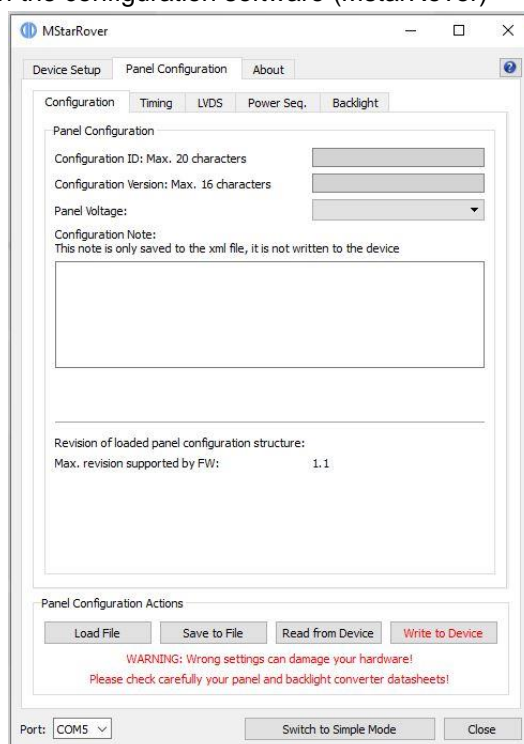 MStarRover
Device Setup Panel Configuration About
Configuration Timing LVDS Power Seq. Backlight
Panel Configuration
Configuration ID: Max. 20 characters
Configuration Version: Max. 16 characters
Panel Voltage:
Configuration Note:
This note is only saved to the xml file, it is not written to the device
Revision of loaded panel configuration structure:
Max. revision supported by FW: 1.1
Panel Configuration Actions
Load File Save to File Read from Device Write to Device
WARNING: Wrong settings can damage your hardware!
Please check carefully your panel and backlight converter datasheets!
Port: COM5 Switch to Simple Mode Close